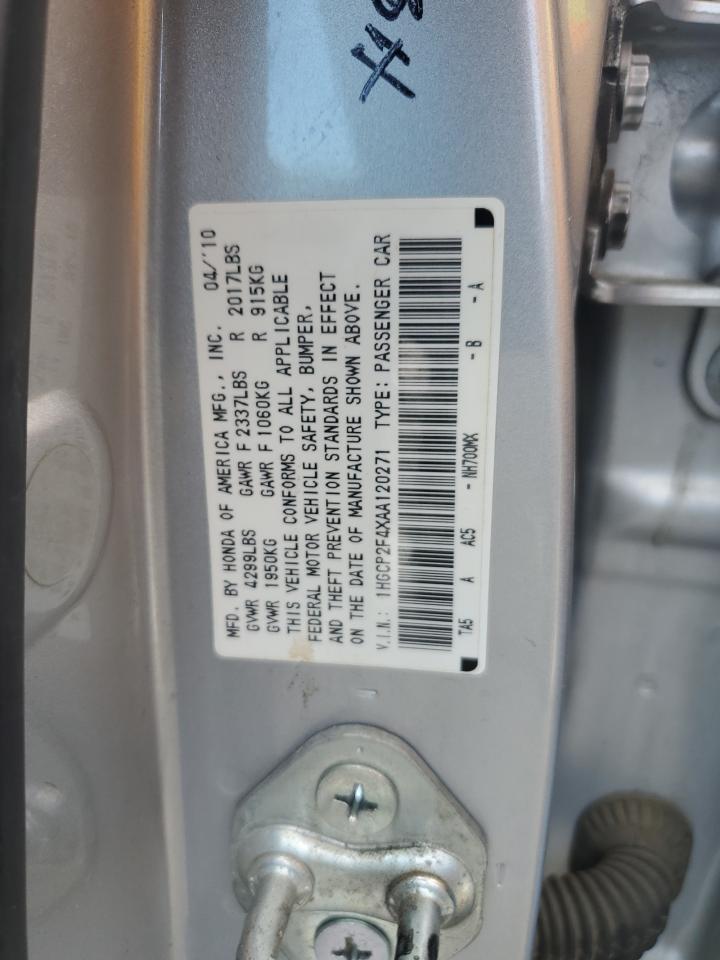 MFD. BY HONDA OF AMERICA MFG., INC. 04/'10
GVWR 4299LBS GAWR F 2337LBS R 2017LBS
GVWR 1950KG GAWR F 1060KG R 915KG
THIS VEHICLE CONFORMS TO ALL APPLICABLE
FEDERAL MOTOR VEHICLE SAFETY, BUMPER,
AND THEFT PREVENTION STANDARDS IN EFFECT
ON THE DATE OF MANUFACTURE SHOWN ABOVE.
V.I.N.: 1HGCP2F4XAA120271 TYPE: PASSENGER CAR
TA5 A AC5 - NH700MX - B - A